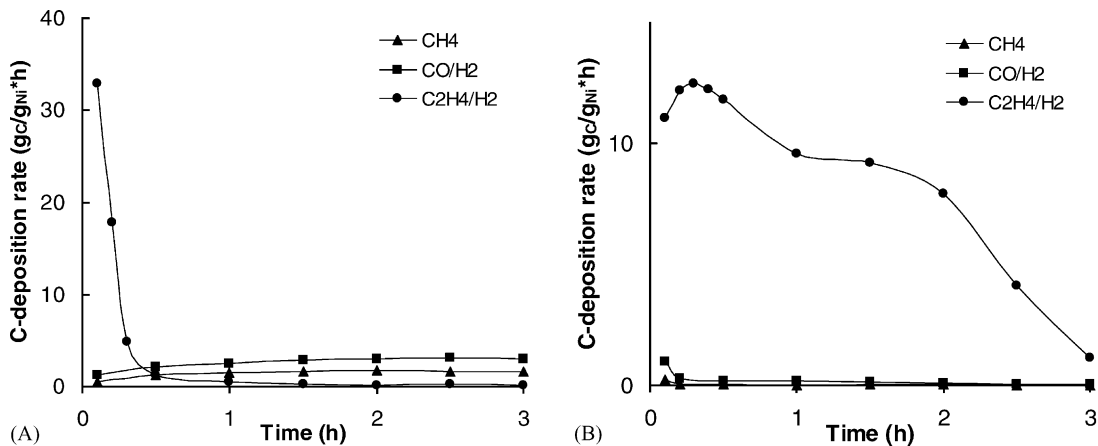 C-deposition rate (gC/gNi*h)
40
30
20
10
0
0
1
2
3
Time (h)
CH4
CO/H2
C2H4/H2
(A)
C-deposition rate (gC/gNi*h)
10
0
0
1
2
3
Time (h)
CH4
CO/H2
C2H4/H2
(B)